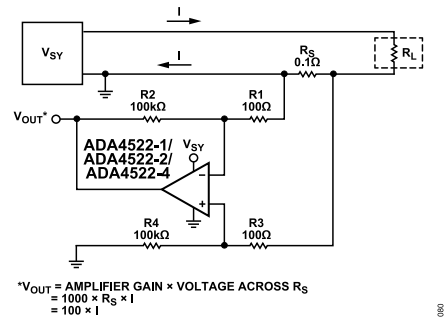 I
V_SY
I
R_S
0.1Ω
R_L
R2
100kΩ
R1
100Ω
V_OUT*
ADA4522-1/
ADA4522-2/
ADA4522-4
V_SY
R4
100kΩ
R3
100Ω
*V_OUT = AMPLIFIER GAIN × VOLTAGE ACROSS R_S
= 1000 × R_S × I
= 100 × I
080